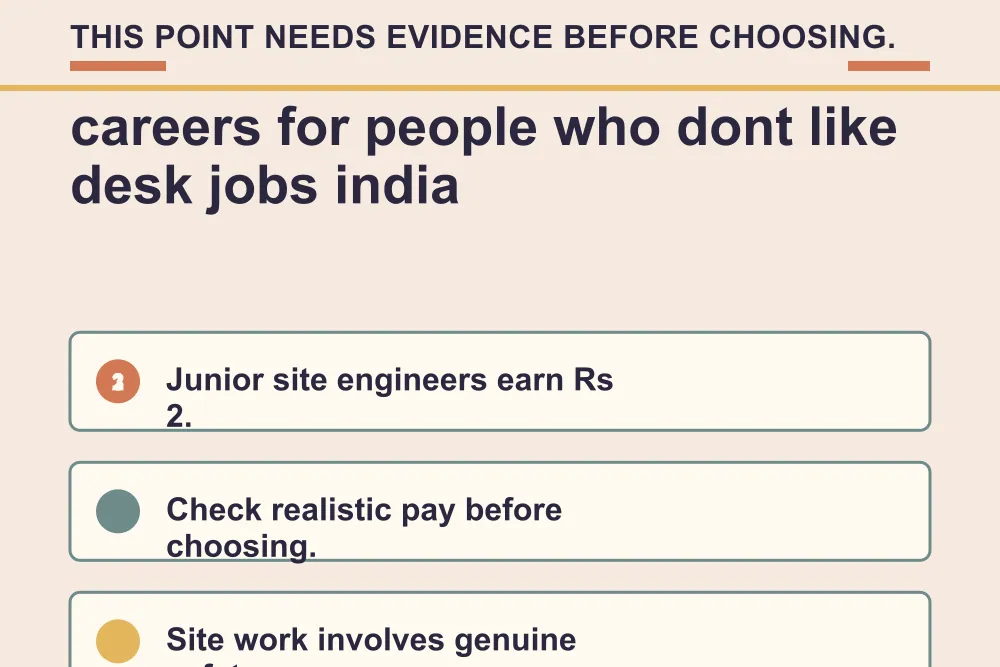 THIS POINT NEEDS EVIDENCE BEFORE CHOOSING.
careers for people who dont like
desk jobs india
Junior site engineers earn Rs
2.
Check realistic pay before
choosing.
Site work involves genuine